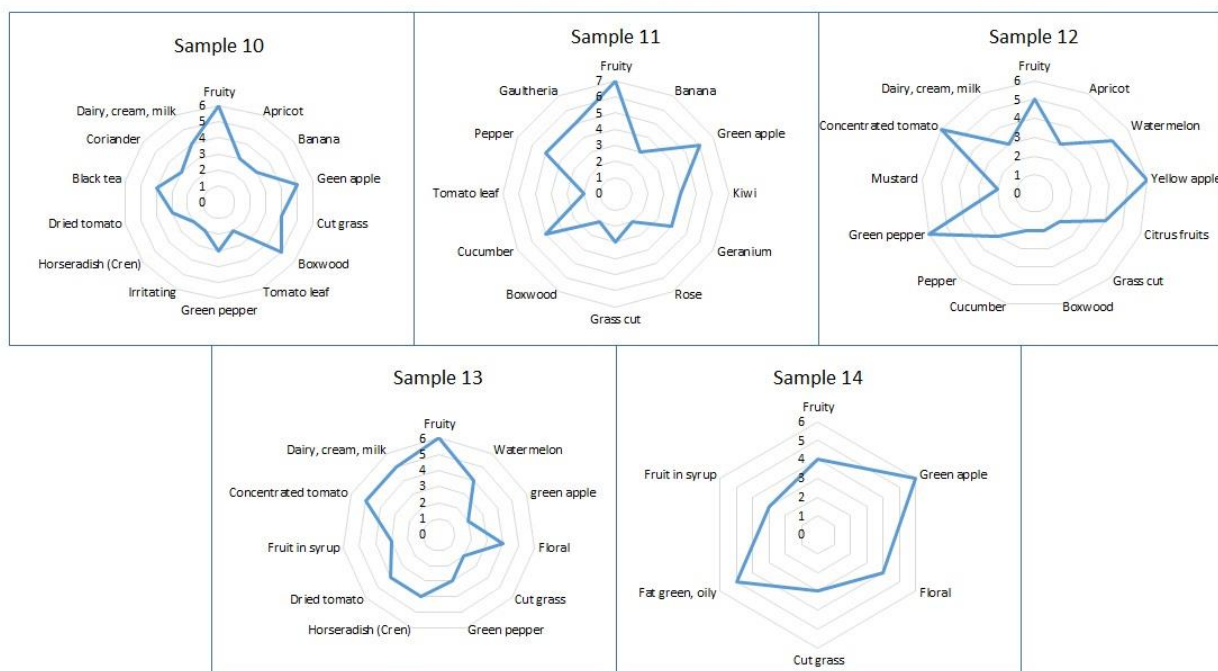 Sample 10
Fruity
Apricot
Banana
Geen apple
Cut grass
Boxwood
Tomato leaf
Green pepper
Irritating
Horseradish (Cren)
Dried tomato
Black tea
Coriander
Dairy, cream, milk
6
5
4
3
2
1
0
Sample 11
Fruity
Banana
Green apple
Kiwi
Geranium
Rose
Grass cut
Boxwood
Cucumber
Tomato leaf
Pepper
Gaultheria
7
6
5
4
3
2
1
0
Sample 12
Fruity
Apricot
Watermelon
Yellow apple
Citrus fruits
Grass cut
Boxwood
Cucumber
Pepper
Green pepper
Mustard
Concentrated tomato
Dairy, cream, milk
6
5
4
3
2
1
0
Sample 13
Fruity
Watermelon
green apple
Floral
Cut grass
Green pepper
Horseradish (Cren)
Dried tomato
Fruit in syrup
Concentrated tomato
Dairy, cream, milk
6
5
4
3
2
1
0
Sample 14
Fruity
Green apple
Floral
Cut grass
Fat green, oily
Fruit in syrup
6
5
4
3
2
1
0